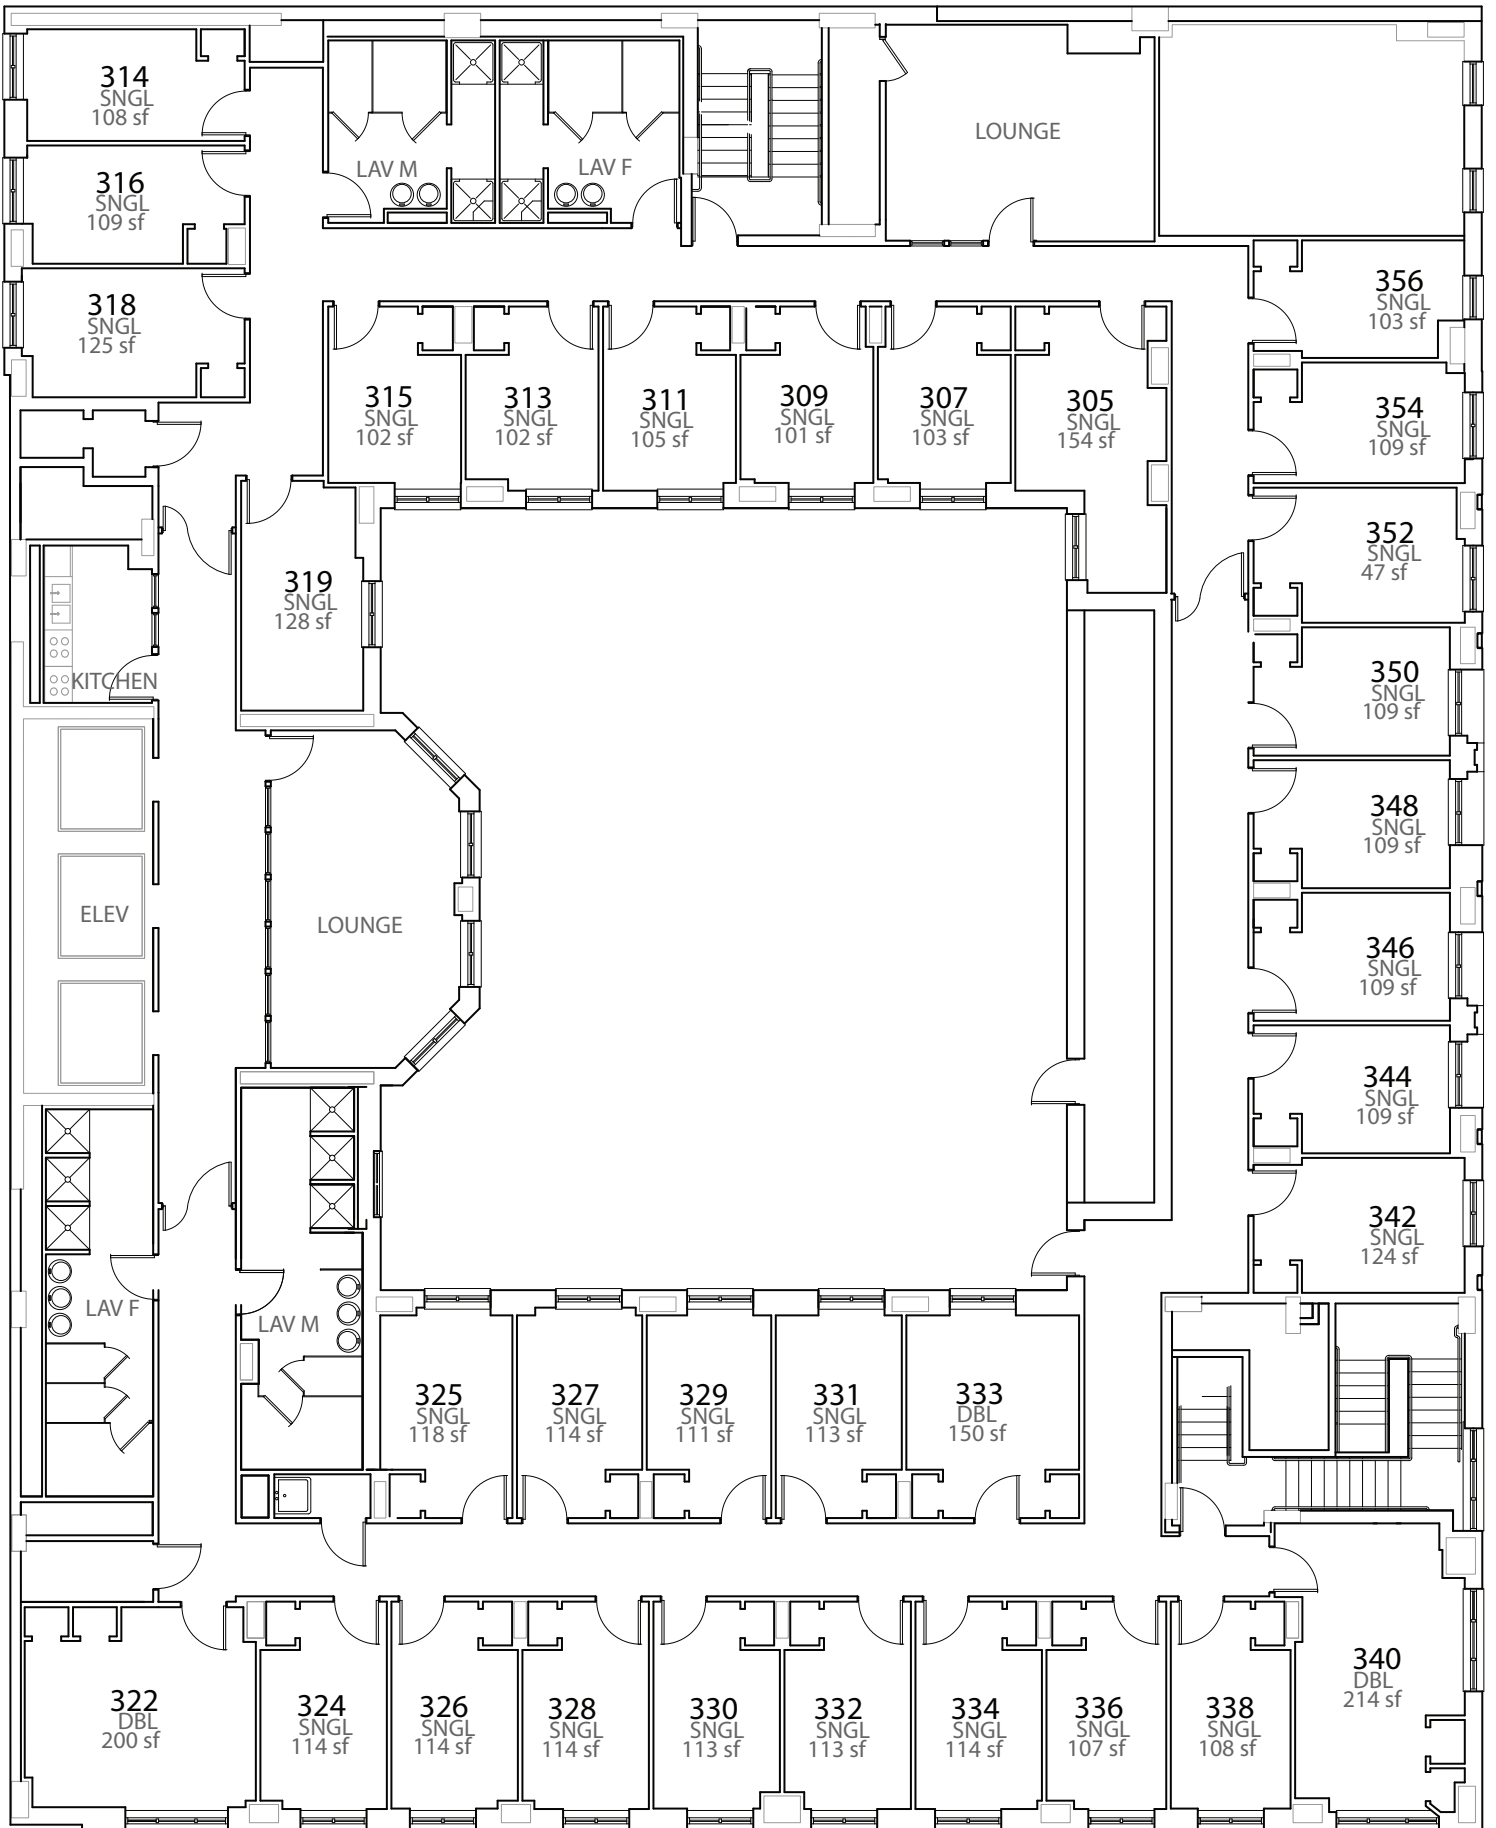 314
SNGL
108 sf
LAV M
LAV F
LOUNGE
316
SNGL
109 sf
318
SNGL
125 sf
356
SNGL
103 sf
315
SNGL
102 sf
313
SNGL
102 sf
311
SNGL
105 sf
309
SNGL
101 sf
307
SNGL
103 sf
305
SNGL
154 sf
354
SNGL
109 sf
352
SNGL
47 sf
319
SNGL
128 sf
KITCHEN
350
SNGL
109 sf
348
SNGL
109 sf
ELEV
LOUNGE
346
SNGL
109 sf
344
SNGL
109 sf
342
SNGL
124 sf
LAV F
LAV M
325
SNGL
118 sf
327
SNGL
114 sf
329
SNGL
111 sf
331
SNGL
113 sf
333
DBL
150 sf
322
DBL
200 sf
324
SNGL
114 sf
326
SNGL
114 sf
328
SNGL
114 sf
330
SNGL
113 sf
332
SNGL
113 sf
334
SNGL
114 sf
336
SNGL
107 sf
338
SNGL
108 sf
340
DBL
214 sf